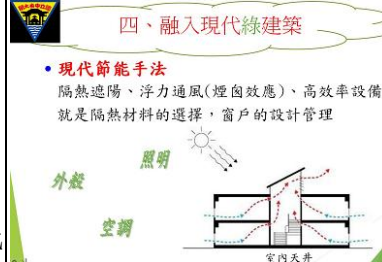 四、融入現代綠建築
• 現代節能手法
隔熱遮陽、浮力通風(煙囪效應)、高效率設備
就是隔熱材料的選擇，窗戶的設計管理
照明
外殼
空調
室內天井